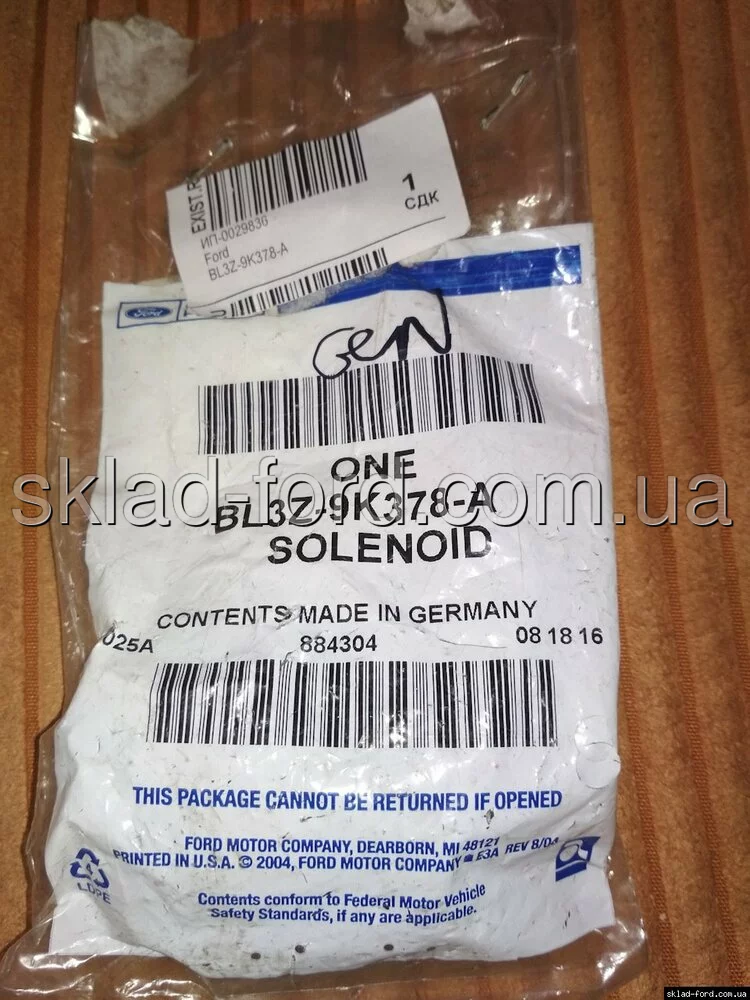 EXIST.R
ИП-0029836
Ford
BL3Z-9K378-A
1
СДК
Ford
GEN
ONE
BL3Z-9K378-A
SOLENOID
sklad-ford.com.ua
CONTENTS MADE IN GERMANY
025A 884304 08 18 16
THIS PACKAGE CANNOT BE RETURNED IF OPENED
FORD MOTOR COMPANY, DEARBORN, MI 48121
PRINTED IN U.S.A. © 2004, FORD MOTOR COMPANY E3A REV 8/04
4
LDPE
Contents conform to Federal Motor Vehicle
Safety Standards, if any are applicable.
sklad-ford.com.ua